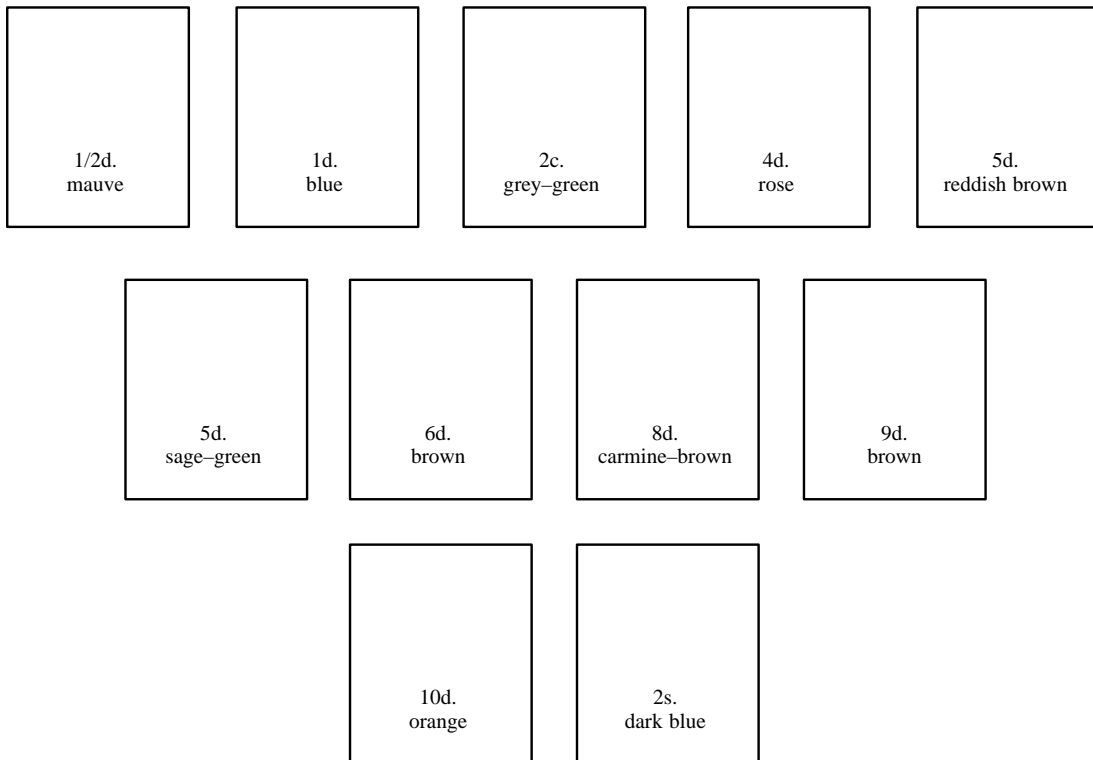 1/2d.
mauve
1d.
blue
2c.
grey–green
4d.
rose
5d.
reddish brown
5d.
sage–green
6d.
brown
8d.
carmine–brown
9d.
brown
10d.
orange
2s.
dark blue